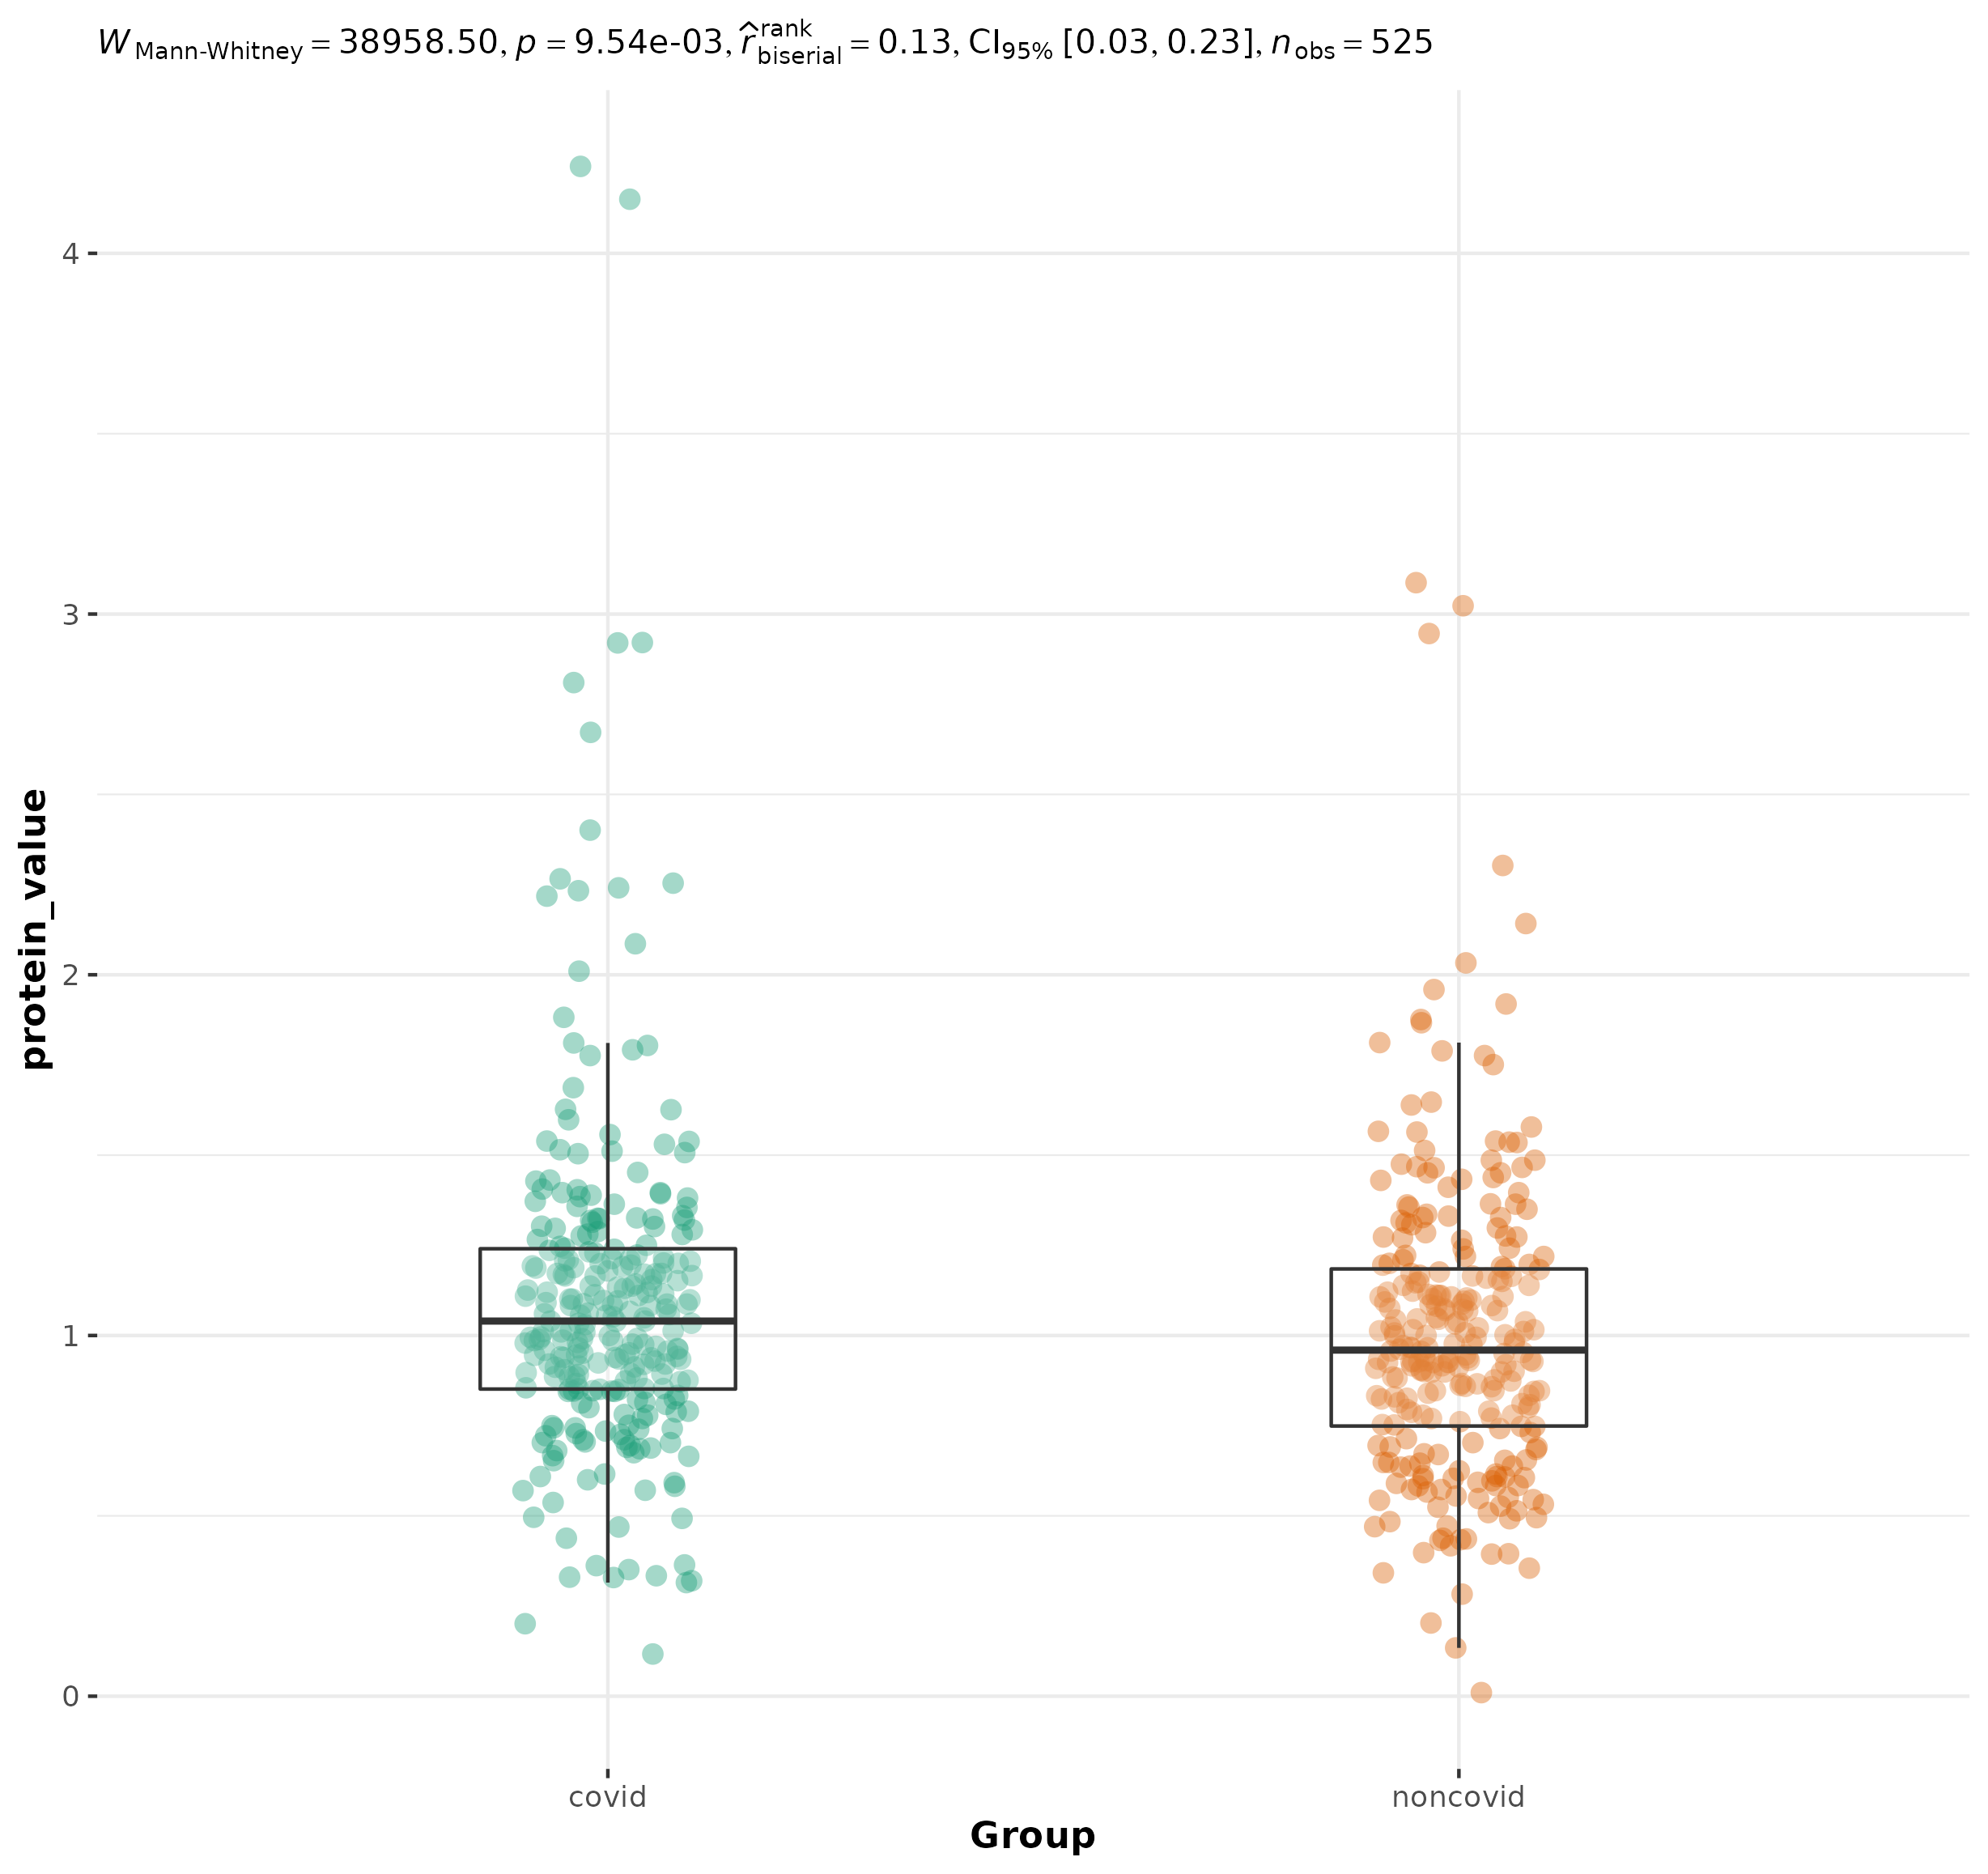 W Mann-Whitney = 38958.50, p = 9.54e-03, r̂ rank biserial = 0.13, CI95% [0.03, 0.23], n obs = 525
protein_value
4
3
2
1
0
covid noncovid
Group